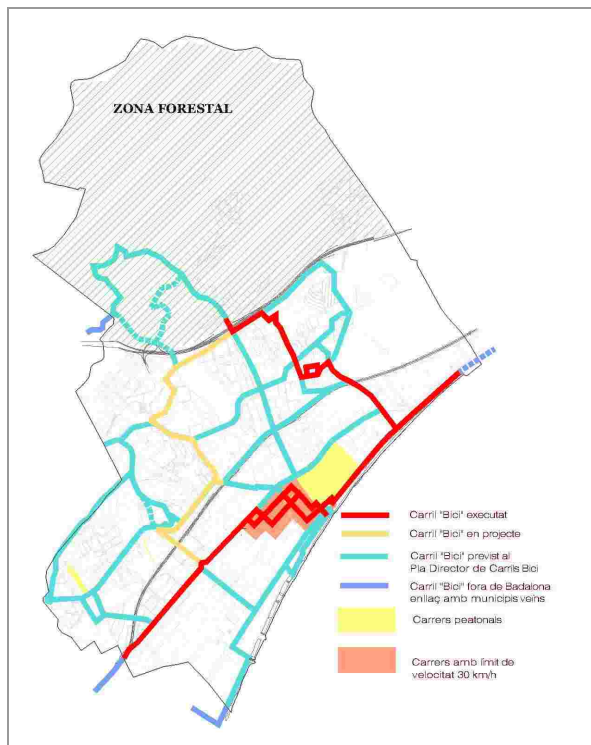 ZONA FORESTAL
Carril "Bici" executat
Carril "Bici" en projecte
Carril "Bici" previst al
Pla Director de Carrils Bici
Carril "Bici" fora de Badalona
enllaç amb municipis veïns
Carrers peatonals
Carrers amb límit de
velocitat 30 km/h